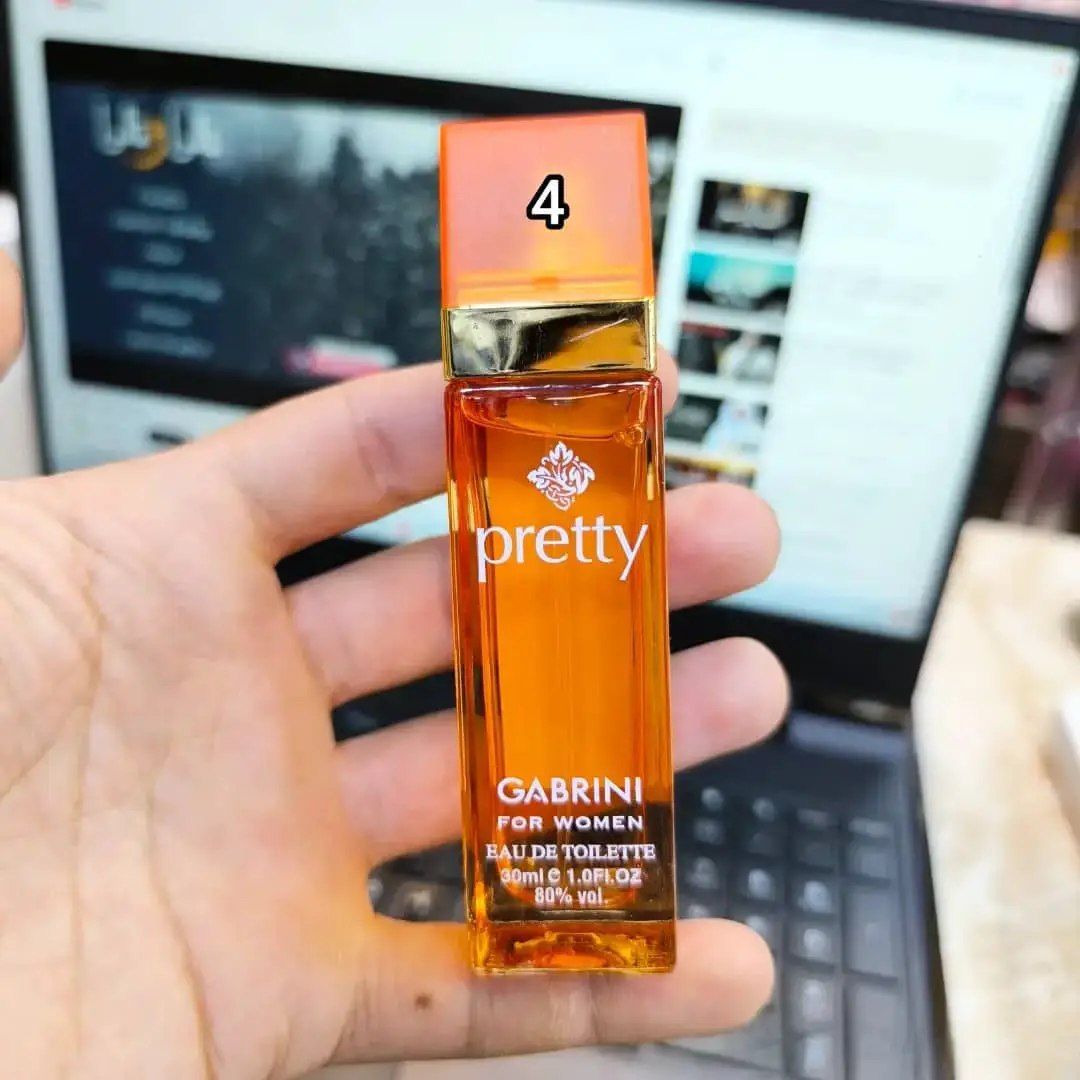 4
pretty
GABRINI
FOR WOMEN
EAU DE TOILETTE
30ml e 1.0Fl.OZ
80% vol.